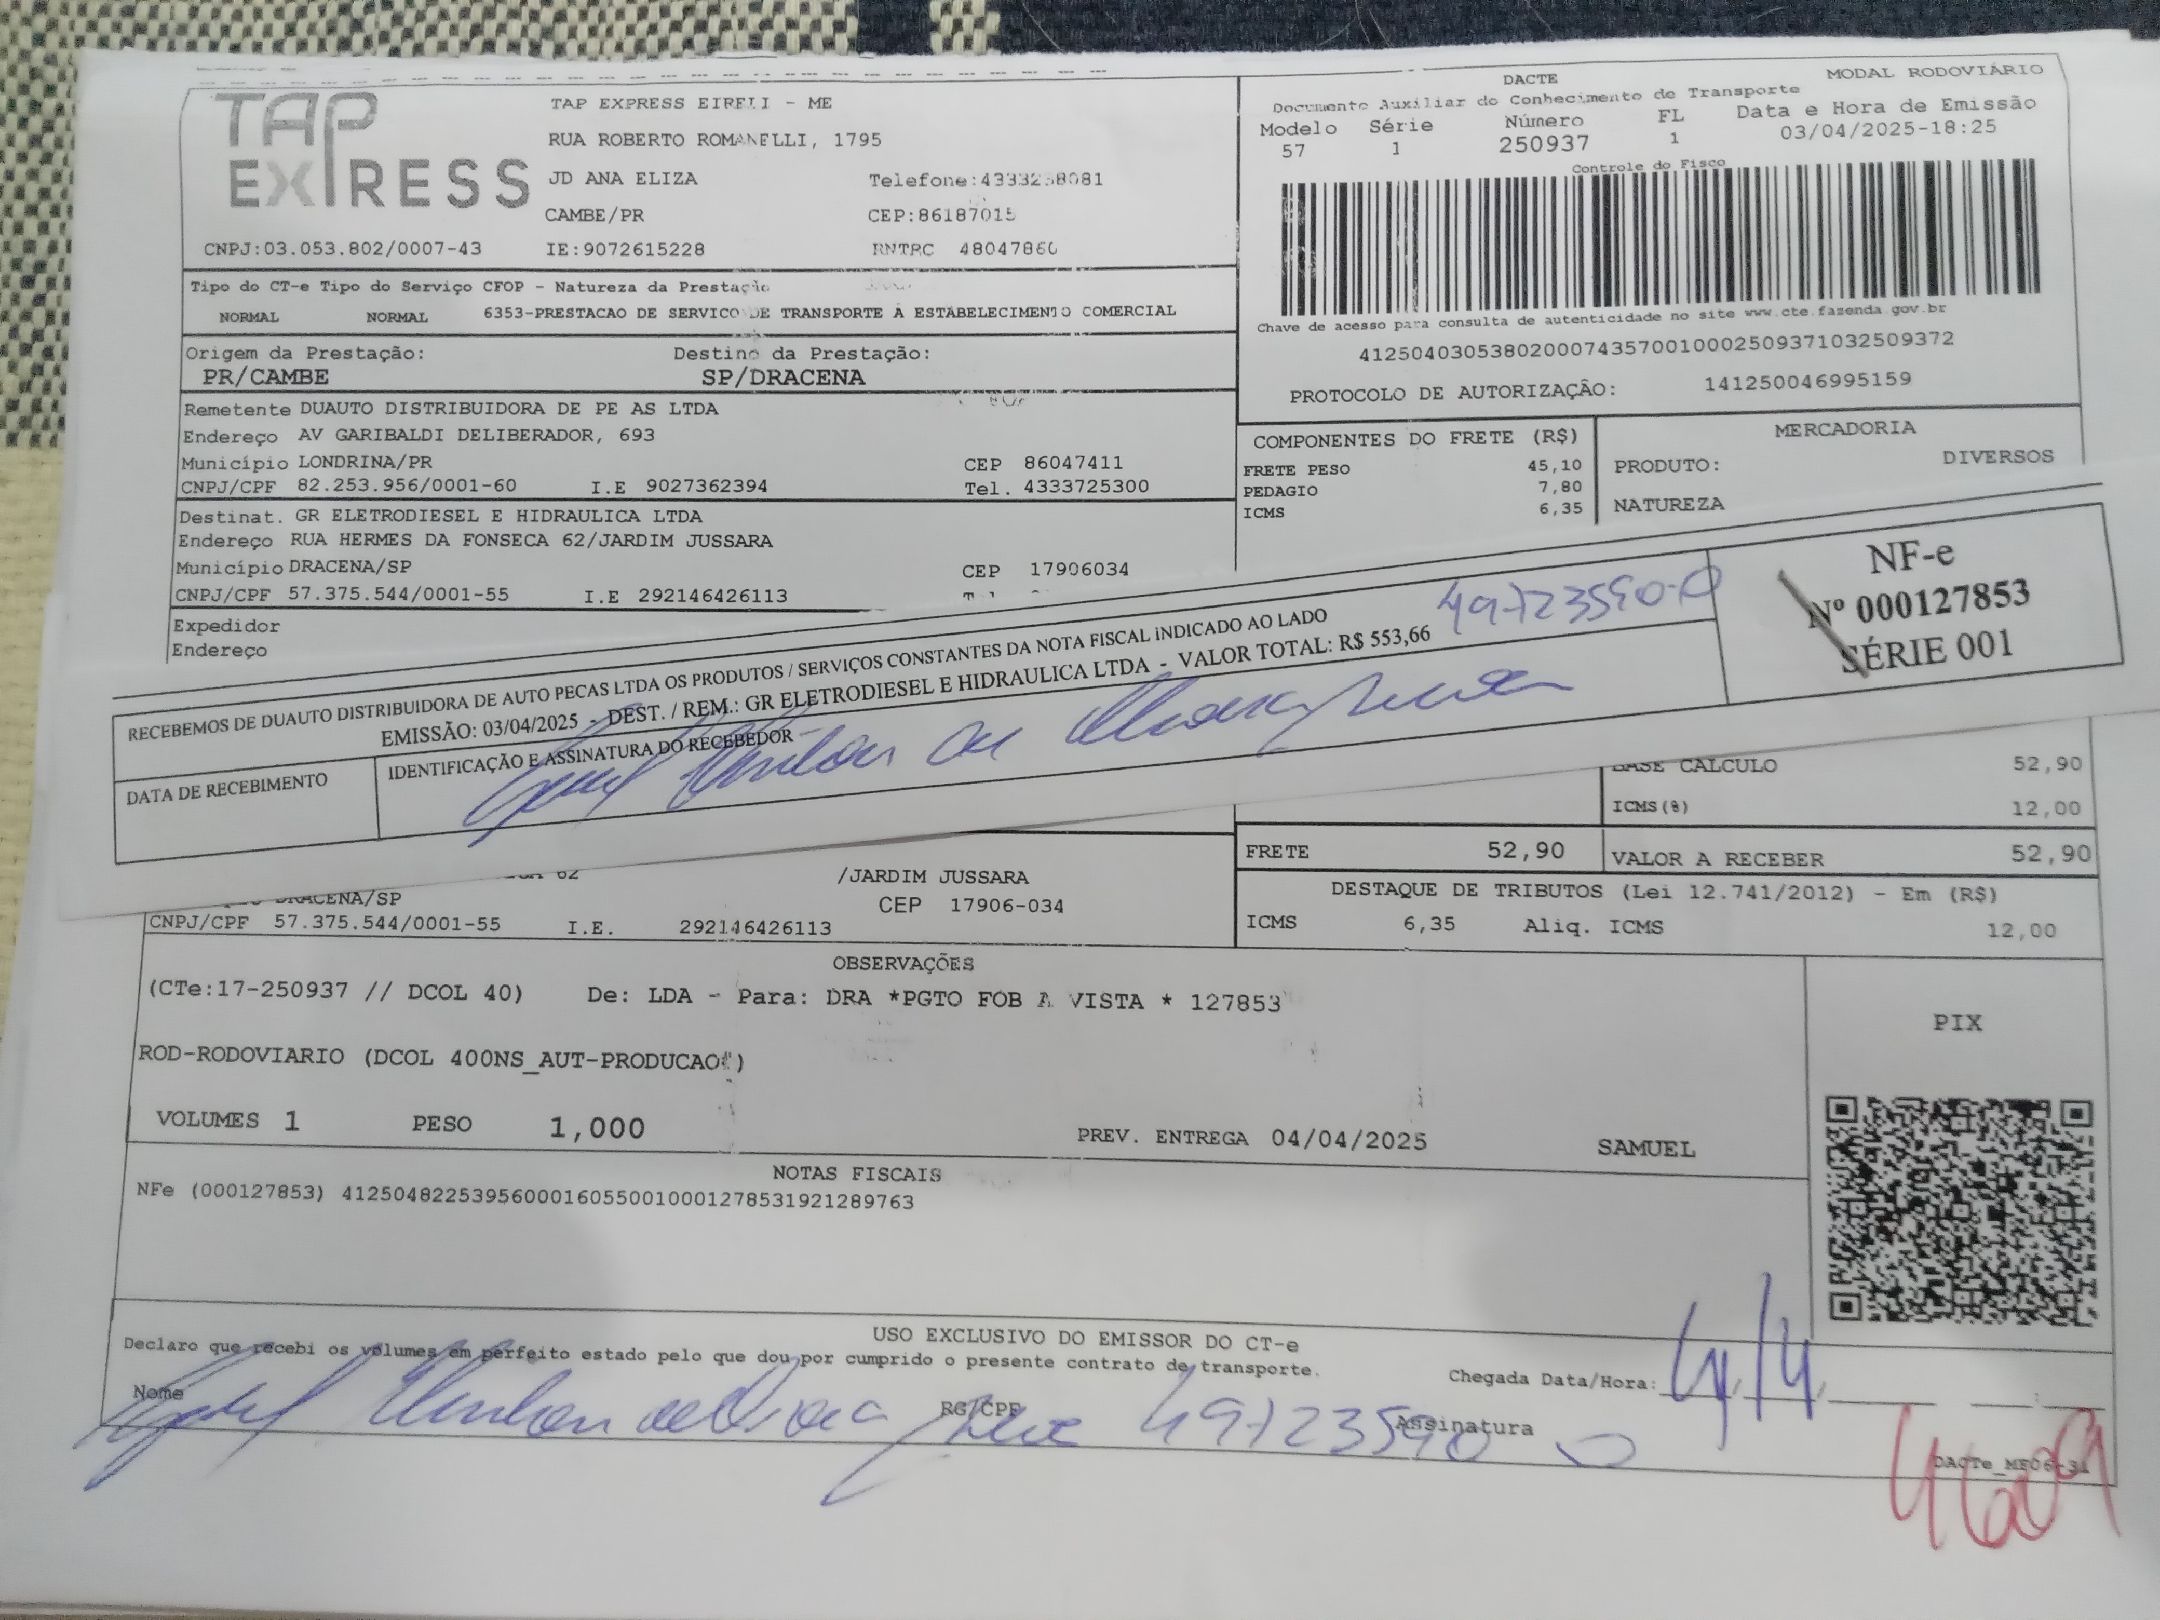 TAP EXPRESS
TAP EXPRESS EIRELI - ME
RUA ROBERTO ROMANELLI, 1795
JD ANA ELIZA
CAMBE/PR CEP:86187015
CNPJ:03.053.802/0007-43 IE:9072615228 RNTRC 48047860
DACTE MODAL RODOVIÁRIO
Documento Auxiliar do Conhecimento de Transporte
Modelo Série Número FL Data e Hora de Emissão
57 1 250937 1 03/04/2025-18:25
Controle do Fisco
Chave de acesso para consulta de autenticidade no site www.cte.fazenda.gov.br
41250403053802000743570010002509371032509372
PROTOCOLO DE AUTORIZAÇÃO: 141250046995159
Tipo do CT-e Tipo do Serviço CFOP - Natureza da Prestação
NORMAL NORMAL 6353-PRESTACAO DE SERVICO DE TRANSPORTE A ESTABELECIMENTO COMERCIAL
Origem da Prestação: Destino da Prestação:
PR/CAMBE SP/DRACENA
Remetente DUAUTO DISTRIBUIDORA DE PE AS LTDA
Endereço AV GARIBALDI DELIBERADOR, 693
Município LONDRINA/PR CEP 86047411
CNPJ/CPF 82.253.956/0001-60 I.E 9027362394 Tel. 4333725300
Destinat. GR ELETRODIESEL E HIDRAULICA LTDA
Endereço RUA HERMES DA FONSECA 62/JARDIM JUSSARA
Município DRACENA/SP CEP 17906034
CNPJ/CPF 57.375.544/0001-55 I.E 292146426113
Expedidor
Endereço
COMPONENTES DO FRETE (R$)
FRETE PESO 45,10
PEDAGIO 7,80
ICMS 6,35
MERCADORIA
PRODUTO: DIVERSOS
NATUREZA
RECEBEMOS DE DUAUTO DISTRIBUIDORA DE AUTO PECAS LTDA OS PRODUTOS / SERVIÇOS CONSTANTES DA NOTA FISCAL INDICADO AO LADO
EMISSÃO: 03/04/2025 - DEST. / REM.: GR ELETRODIESEL E HIDRAULICA LTDA - VALOR TOTAL: R$ 553,66
49723590-0
DATA DE RECEBIMENTO
IDENTIFICAÇÃO E ASSINATURA DO RECEBEDOR
NF-e
Nº 000127853
SÉRIE 001
BASE CALCULO 52,90
ICMS(%) 12,00
FRETE 52,90 VALOR A RECEBER 52,90
DESTAQUE DE TRIBUTOS (Lei 12.741/2012) - Em (R$)
ICMS 6,35 Aliq. ICMS 12,00
62 /JARDIM JUSSARA
DRACENA/SP CEP 17906-034
CNPJ/CPF 57.375.544/0001-55 I.E. 292146426113
OBSERVAÇÕES
(CTe:17-250937 // DCOL 40) De: LDA - Para: DRA *PGTO FOB A VISTA * 127853
ROD-RODOVIARIO (DCOL 400NS_AUT-PRODUCAO )
VOLUMES 1 PESO 1,000 PREV. ENTREGA 04/04/2025 SAMUEL
PIX
NOTAS FISCAIS
NFe (000127853) 41250482253956000160550010001278531921289763
USO EXCLUSIVO DO EMISSOR DO CT-e
Declaro que recebi os volumes em perfeito estado pelo que dou por cumprido o presente contrato de transporte.
Chegada Data/Hora: 4/4
Nome RG/CPF 49723590 0 Assinatura
4609